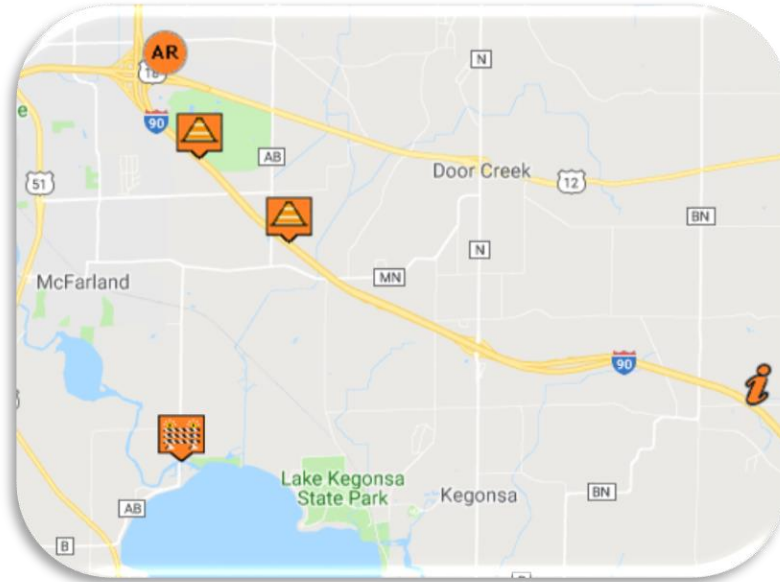 AR
18
N
90
e
AB
Door Creek
51
12
BN
N
McFarland
MN
90
i
Lake Kegonsa
State Park
Kegonsa
BN
AB
B